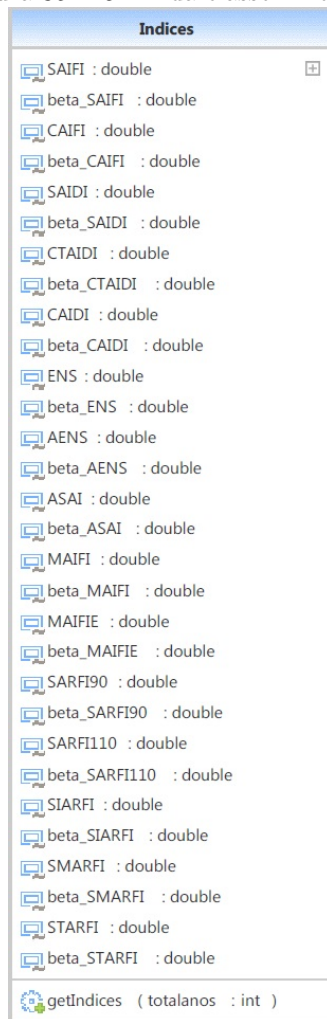 Indices
SAIFI : double
beta_SAIFI : double
CAIFI : double
beta_CAIFI : double
SAIDI : double
beta_SAIDI : double
CTAIDI : double
beta_CTAIDI : double
CAIDI : double
beta_CAIDI : double
ENS : double
beta_ENS : double
AENS : double
beta_AENS : double
ASAI : double
beta_ASAI : double
MAIFI : double
beta_MAIFI : double
MAIFIE : double
beta_MAIFIE : double
SARFI90 : double
beta_SARFI90 : double
SARFI110 : double
beta_SARFI110 : double
SIARFI : double
beta_SIARFI : double
SMARFI : double
beta_SMARFI : double
STARFI : double
beta_STARFI : double
getIndices ( totalanos : int )